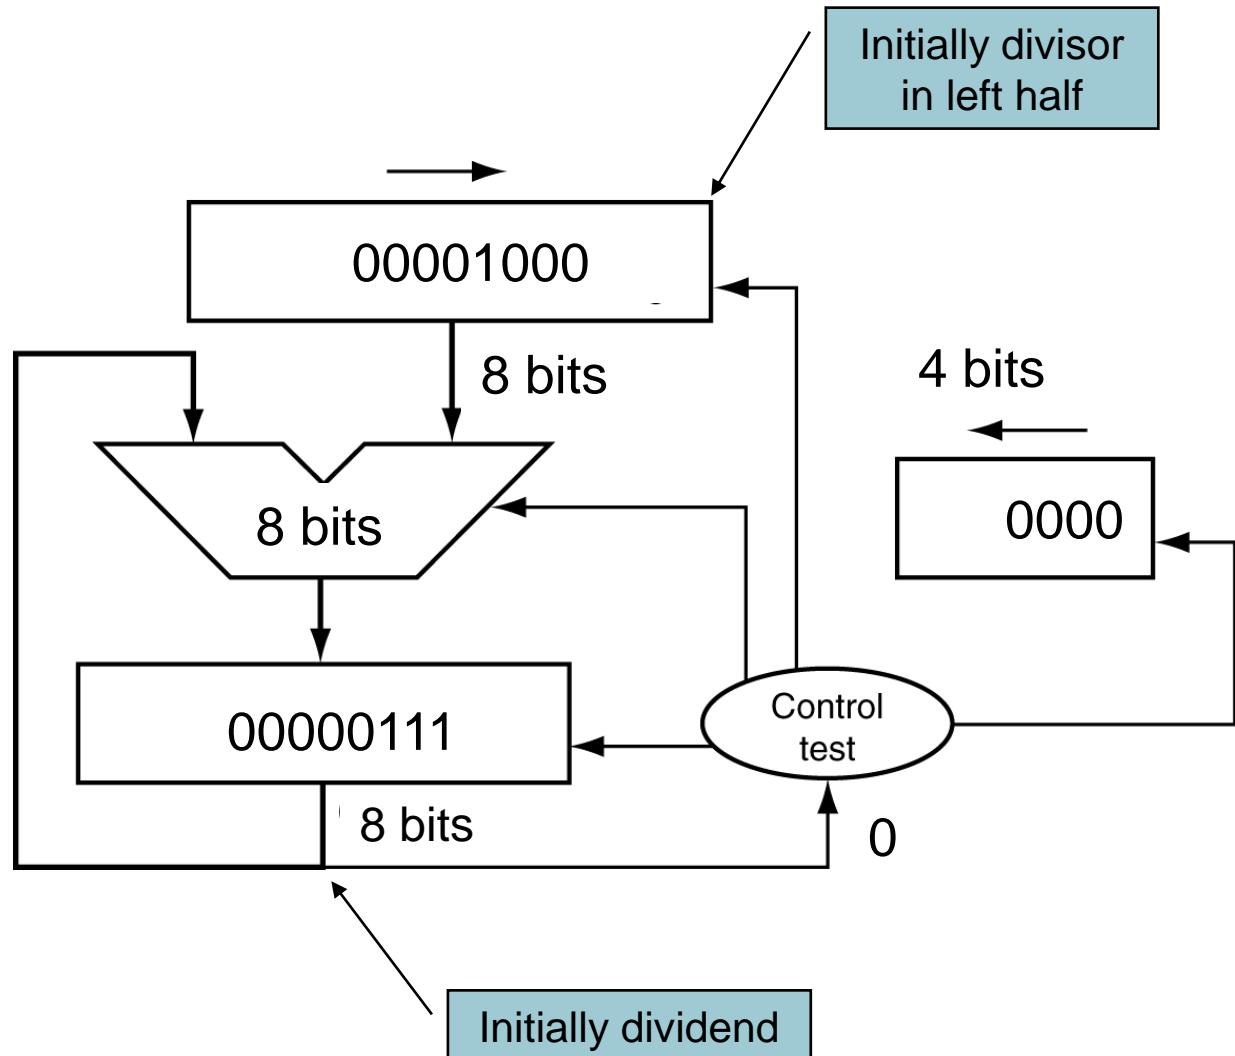 Initially divisor
in left half
00001000
8 bits
4 bits
8 bits
0000
00000111
Control
test
8 bits
0
Initially dividend